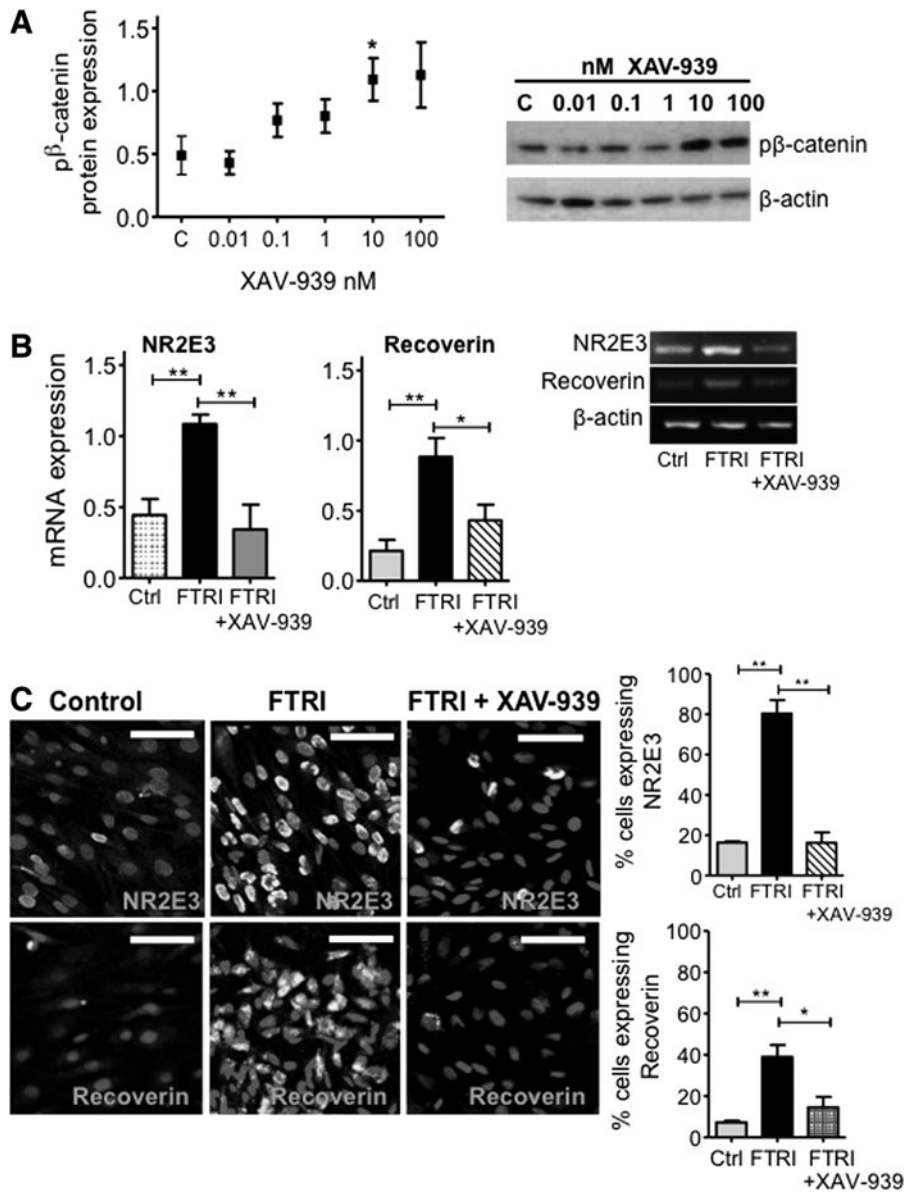 A
pβ-catenin
protein expression
1.5
1.0
0.5
0.0
*
C 0.01 0.1 1 10 100
XAV-939 nM
nM XAV-939
C 0.01 0.1 1 10 100
pβ-catenin
β-actin
B
NR2E3
mRNA expression
1.5
1.0
0.5
0.0
**
**
Ctrl FTRI FTRI
+XAV-939
Recoverin
1.5
1.0
0.5
0.0
**
*
Ctrl FTRI FTRI
+XAV-939
NR2E3
Recoverin
β-actin
Ctrl FTRI FTRI
+XAV-939
C Control FTRI FTRI + XAV-939
NR2E3 NR2E3 NR2E3
Recoverin Recoverin Recoverin
% cells expressing
NR2E3
100
80
60
40
20
0
**
**
Ctrl FTRI FTRI
+XAV-939
% cells expressing
Recoverin
100
80
60
40
20
0
**
*
Ctrl FTRI FTRI
+XAV-939